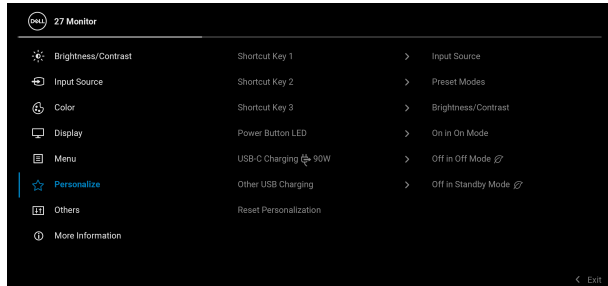 DELL 27 Monitor
Brightness/Contrast Shortcut Key 1 > Input Source
Input Source Shortcut Key 2 > Preset Modes
Color Shortcut Key 3 > Brightness/Contrast
Display Power Button LED > On in On Mode
Menu USB-C Charging 90W > Off in Off Mode
Personalize Other USB Charging > Off in Standby Mode
Others Reset Personalization
More Information
< Exit